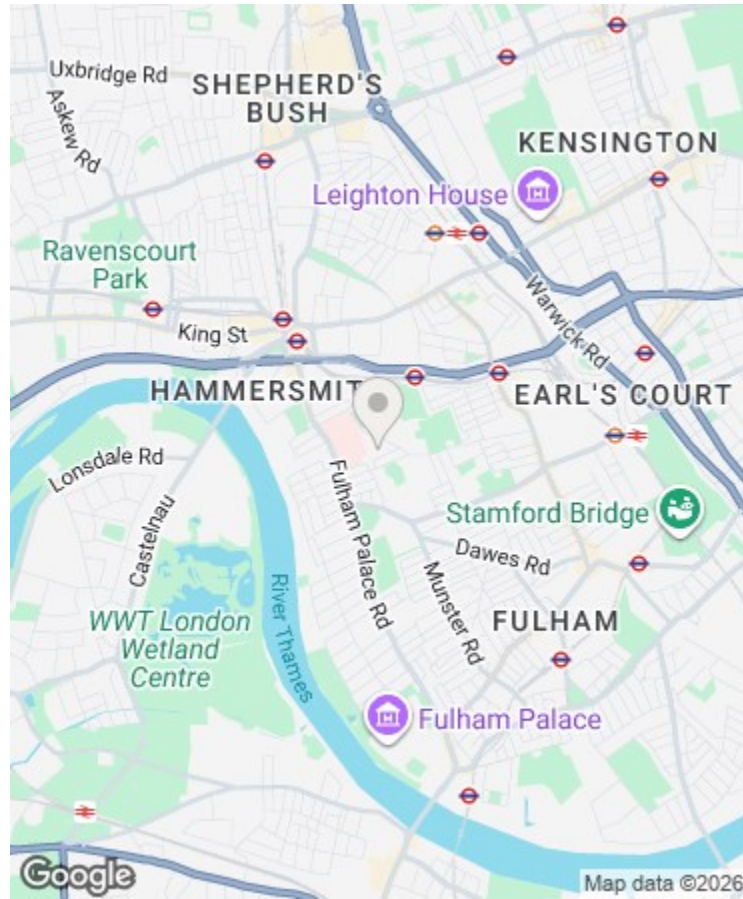 Uxbridge Rd
Askew Rd
SHEPHERD'S
BUSH
KENSINGTON
Leighton House
Ravenscourt
Park
King St
Warwick Rd
HAMMERSMIT
EARL'S COURT
Lonsdale Rd
Castelnau
Fulham Palace Rd
Stamford Bridge
Dawes Rd
Munster Rd
River Thames
WWT London
Wetland
Centre
FULHAM
Fulham Palace
Google
Map data ©2026